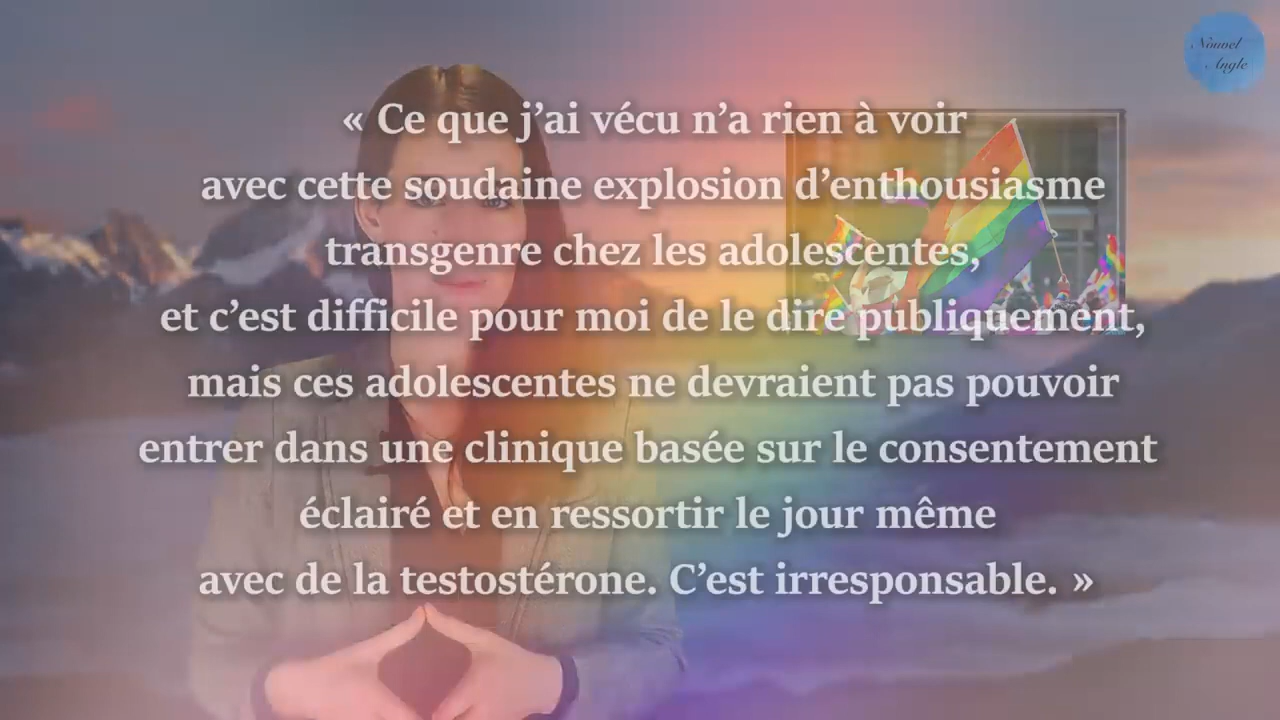 Nouvel
Angle
« Ce que j’ai vécu n’a rien à voir
avec cette soudaine explosion d’enthousiasme
transgenre chez les adolescentes,
et c’est difficile pour moi de le dire publiquement,
mais ces adolescentes ne devraient pas pouvoir
entrer dans une clinique basée sur le consentement
éclairé et en ressortir le jour même
avec de la testostérone. C’est irresponsable. »